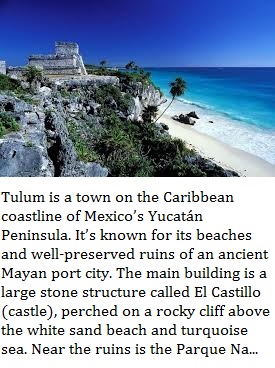 Tulum is a town on the Caribbean
coastline of Mexico’s Yucatán
Peninsula. It’s known for its beaches
and well-preserved ruins of an ancient
Mayan port city. The main building is a
large stone structure called El Castillo
(castle), perched on a rocky cliff above
the white sand beach and turquoise
sea. Near the ruins is the Parque Na...